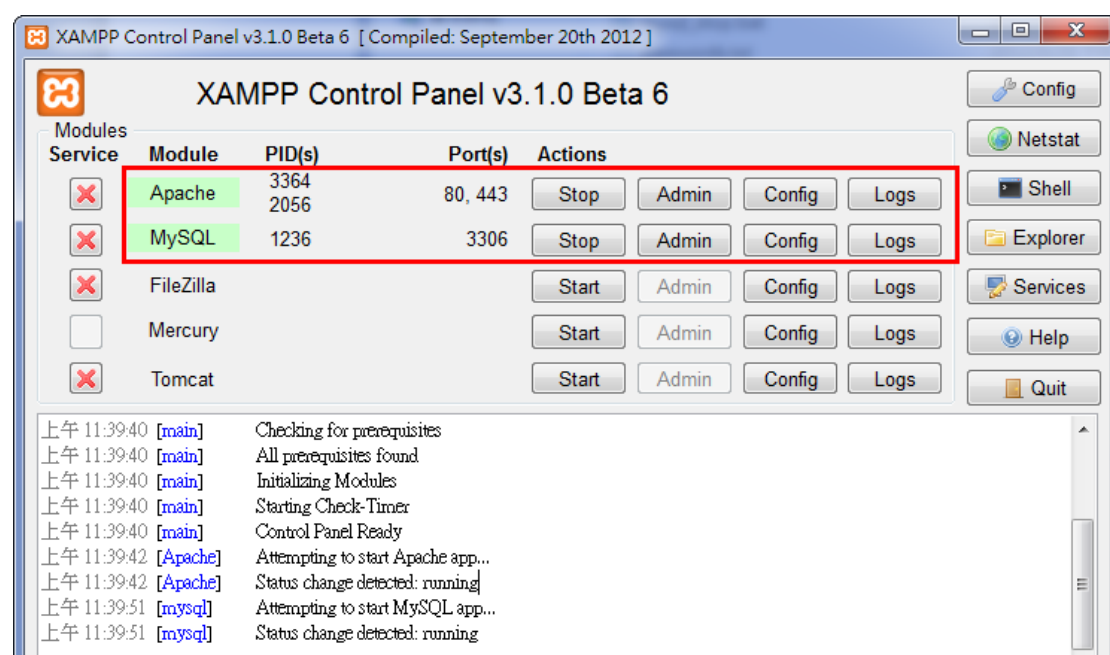 XAMPP Control Panel v3.1.0 Beta 6 [ Compiled: September 20th 2012 ]
XAMPP Control Panel v3.1.0 Beta 6
Config
Modules
Netstat
Service Module PID(s) Port(s) Actions
Apache 3364 2056 80, 443 Stop Admin Config Logs
Shell
MySQL 1236 3306 Stop Admin Config Logs
Explorer
FileZilla Start Admin Config Logs
Services
Mercury Start Admin Config Logs
Help
Tomcat Start Admin Config Logs
Quit
上午 11:39:40 [main] Checking for prerequisites
上午 11:39:40 [main] All prerequisites found
上午 11:39:40 [main] Initializing Modules
上午 11:39:40 [main] Starting Check-Timer
上午 11:39:40 [main] Control Panel Ready
上午 11:39:42 [Apache] Attempting to start Apache app...
上午 11:39:42 [Apache] Status change detected: running
上午 11:39:51 [mysql] Attempting to start MySQL app...
上午 11:39:51 [mysql] Status change detected: running